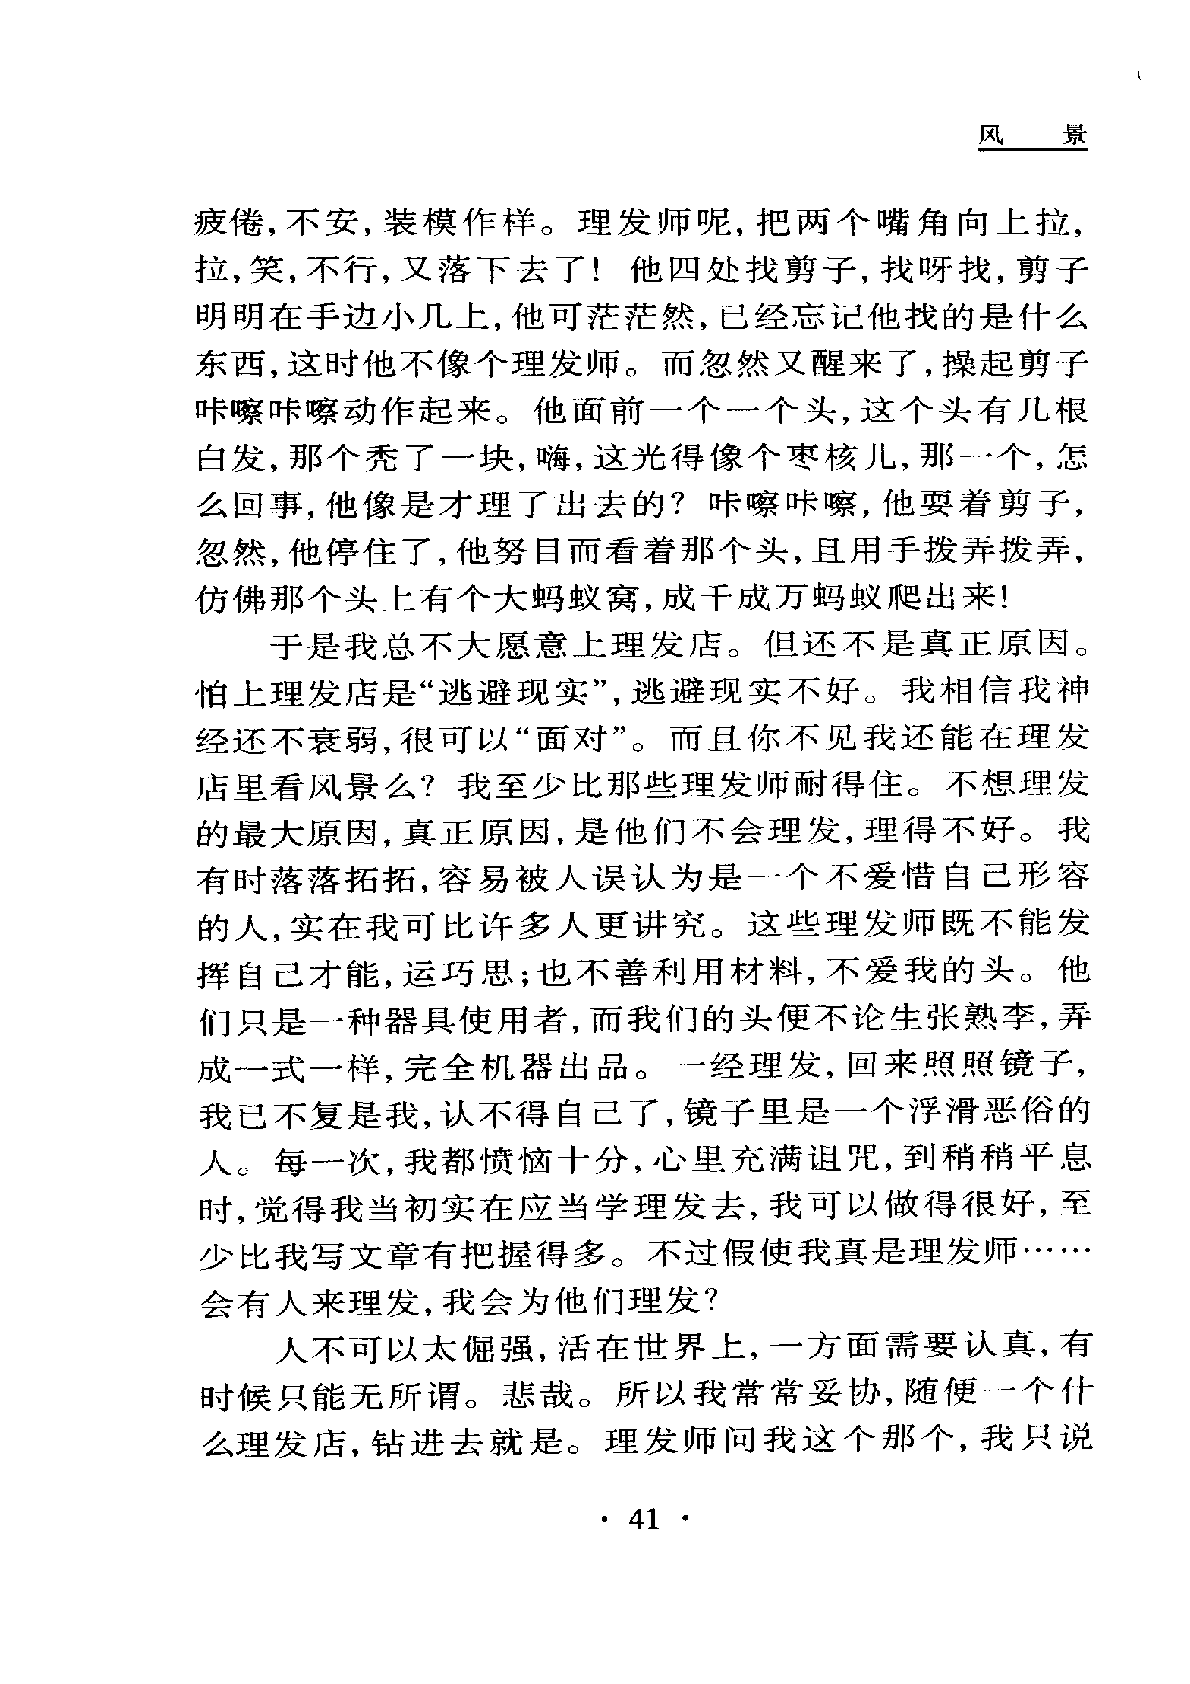 风 景
疲倦,不安,装模作样。理发师呢,把两个嘴角向上拉,
拉,笑,不行,又落下去了! 他四处找剪子,找呀找,剪子
明明在手边小几上,他可茫茫然,已经忘记他找的是什么
东西,这时他不像个理发师。而忽然又醒来了,操起剪子
咔嚓咔嚓动作起来。他面前一个一个头,这个头有几根
白发,那个秃了一块,嗨,这光得像个枣核儿,那一个,怎
么回事,他像是才理了出去的? 咔嚓咔嚓,他耍着剪子,
忽然,他停住了,他努目而看着那个头,且用手拨弄拨弄,
仿佛那个头上有个大蚂蚁窝,成千成万蚂蚁爬出来!
于是我总不大愿意上理发店。但还不是真正原因。
怕上理发店是“逃避现实”,逃避现实不好。我相信我神
经还不衰弱,很可以“面对”。而且你不见我还能在理发
店里看风景么? 我至少比那些理发师耐得住。不想理发
的最大原因,真正原因,是他们不会理发,理得不好。我
有时落落拓拓,容易被人误认为是一个不爱惜自己形容
的人,实在我可比许多人更讲究。这些理发师既不能发
挥自己才能,运巧思;也不善利用材料,不爱我的头。他
们只是一种器具使用者,而我们的头便不论生张熟李,弄
成一式一样,完全机器出品。一经理发,回来照照镜子,
我已不复是我,认不得自己了,镜子里是一个浮滑恶俗的
人。每一次,我都愤恼十分,心里充满诅咒,到稍稍平息
时,觉得我当初实在应当学理发去,我可以做得很好,至
少比我写文章有把握得多。不过假使我真是理发师……
会有人来理发,我会为他们理发?
人不可以太倔强,活在世界上,一方面需要认真,有
时候只能无所谓。悲哉。所以我常常妥协,随便一个什
么理发店,钻进去就是。理发师问我这个那个,我只说
· 41 ·